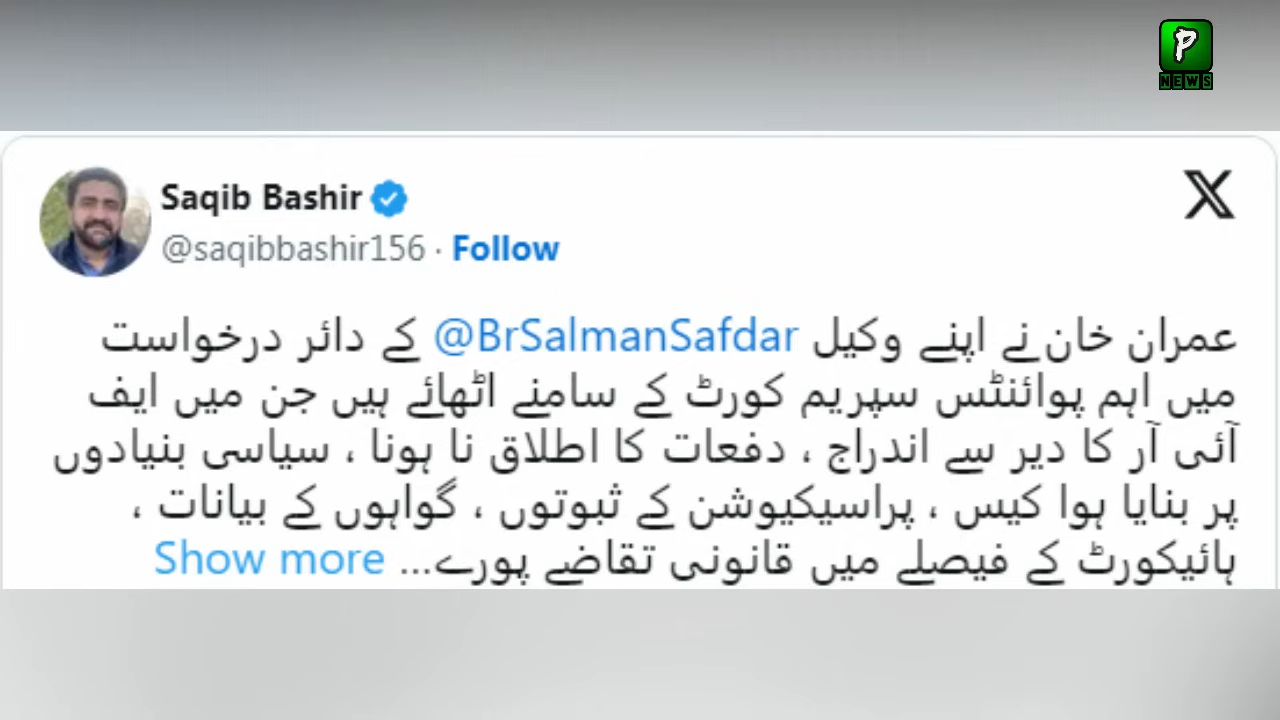 P
NEWS
Saqib Bashir
@saqibbashir156 · Follow
عمران خان نے اپنے وکیل @BrSalmanSafdar کے دائر درخواست
میں اہم پوائنٹس سپریم کورٹ کے سامنے اٹھائے ہیں جن میں ایف
آئی آر کا دیر سے اندراج ، دفعات کا اطلاق نا ہونا ، سیاسی بنیادوں
پر بنایا ہوا کیس ، پراسیکیوشن کے ثبوتوں ، گواہوں کے بیانات ،
ہائیکورٹ کے فیصلے میں قانونی تقاضے پورے... Show more